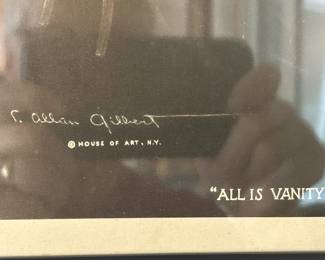 C. Allan Gilbert
© HOUSE OF ART, N.Y.
"ALL IS VANITY